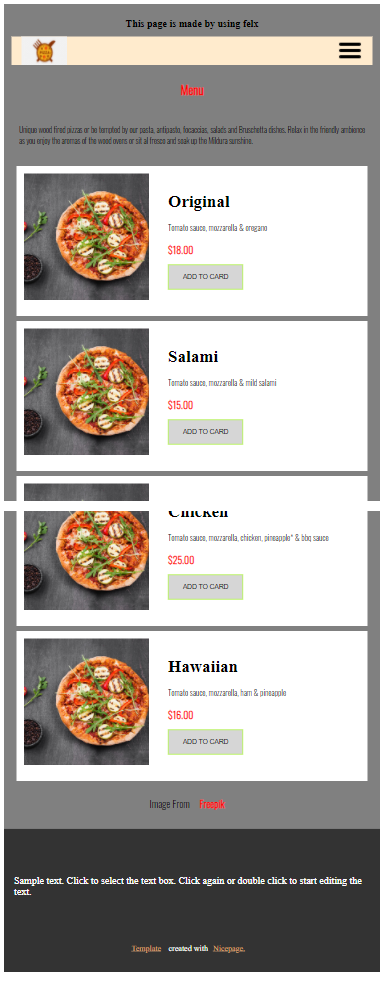 This page is made by using felx
Menu
Unique wood fired pizzas or be tempted by our pasta, antipasto, focaccias, salads and Bruschetta dishes. Relax in the friendly ambience
as you enjoy the aromas of the wood ovens or sit al fresco and soak up the Mildura sunshine.
Original
Tomato sauce, mozzarella & oregano
$18.00
ADD TO CARD
Salami
Tomato sauce, mozzarella & mild salami
$15.00
ADD TO CARD
Chicken
Tomato sauce, mozzarella, chicken, pineapple* & bbq sauce
$25.00
ADD TO CARD
Hawaiian
Tomato sauce, mozzarella, ham & pineapple
$16.00
ADD TO CARD
Image From Freepik
Sample text. Click to select the text box. Click again or double click to start editing the
text.
Template created with Nicepage.